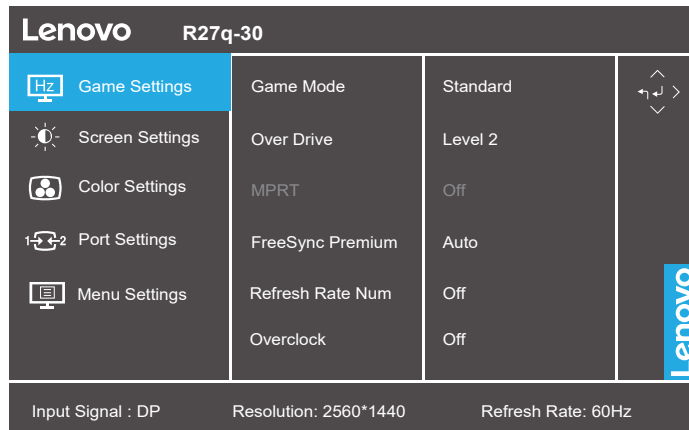 Lenovo R27q-30
Hz Game Settings Game Mode Standard
Screen Settings Over Drive Level 2
Color Settings MPRT Off
1 2 Port Settings FreeSync Premium Auto
Menu Settings Refresh Rate Num Off
Overclock Off
Lenovo
Input Signal : DP Resolution: 2560*1440 Refresh Rate: 60Hz